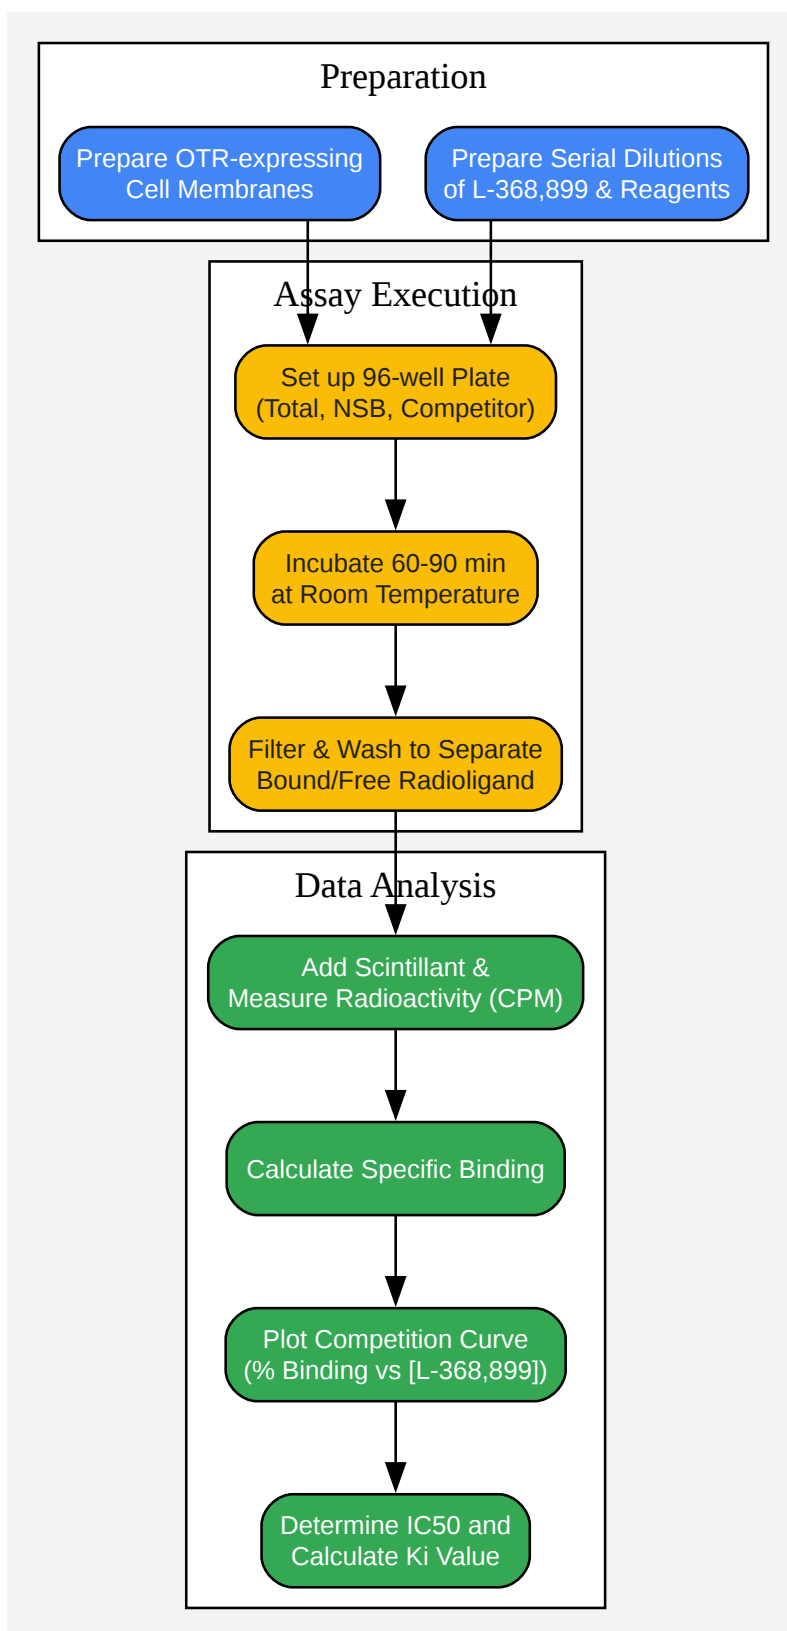 Preparation
Prepare OTR-expressing
Cell Membranes
Prepare Serial Dilutions
of L-368,899 & Reagents
Assay Execution
Set up 96-well Plate
(Total, NSB, Competitor)
Incubate 60-90 min
at Room Temperature
Filter & Wash to Separate
Bound/Free Radioligand
Data Analysis
Add Scintillant &
Measure Radioactivity (CPM)
Calculate Specific Binding
Plot Competition Curve
(% Binding vs [L-368,899])
Determine IC50 and
Calculate Ki Value